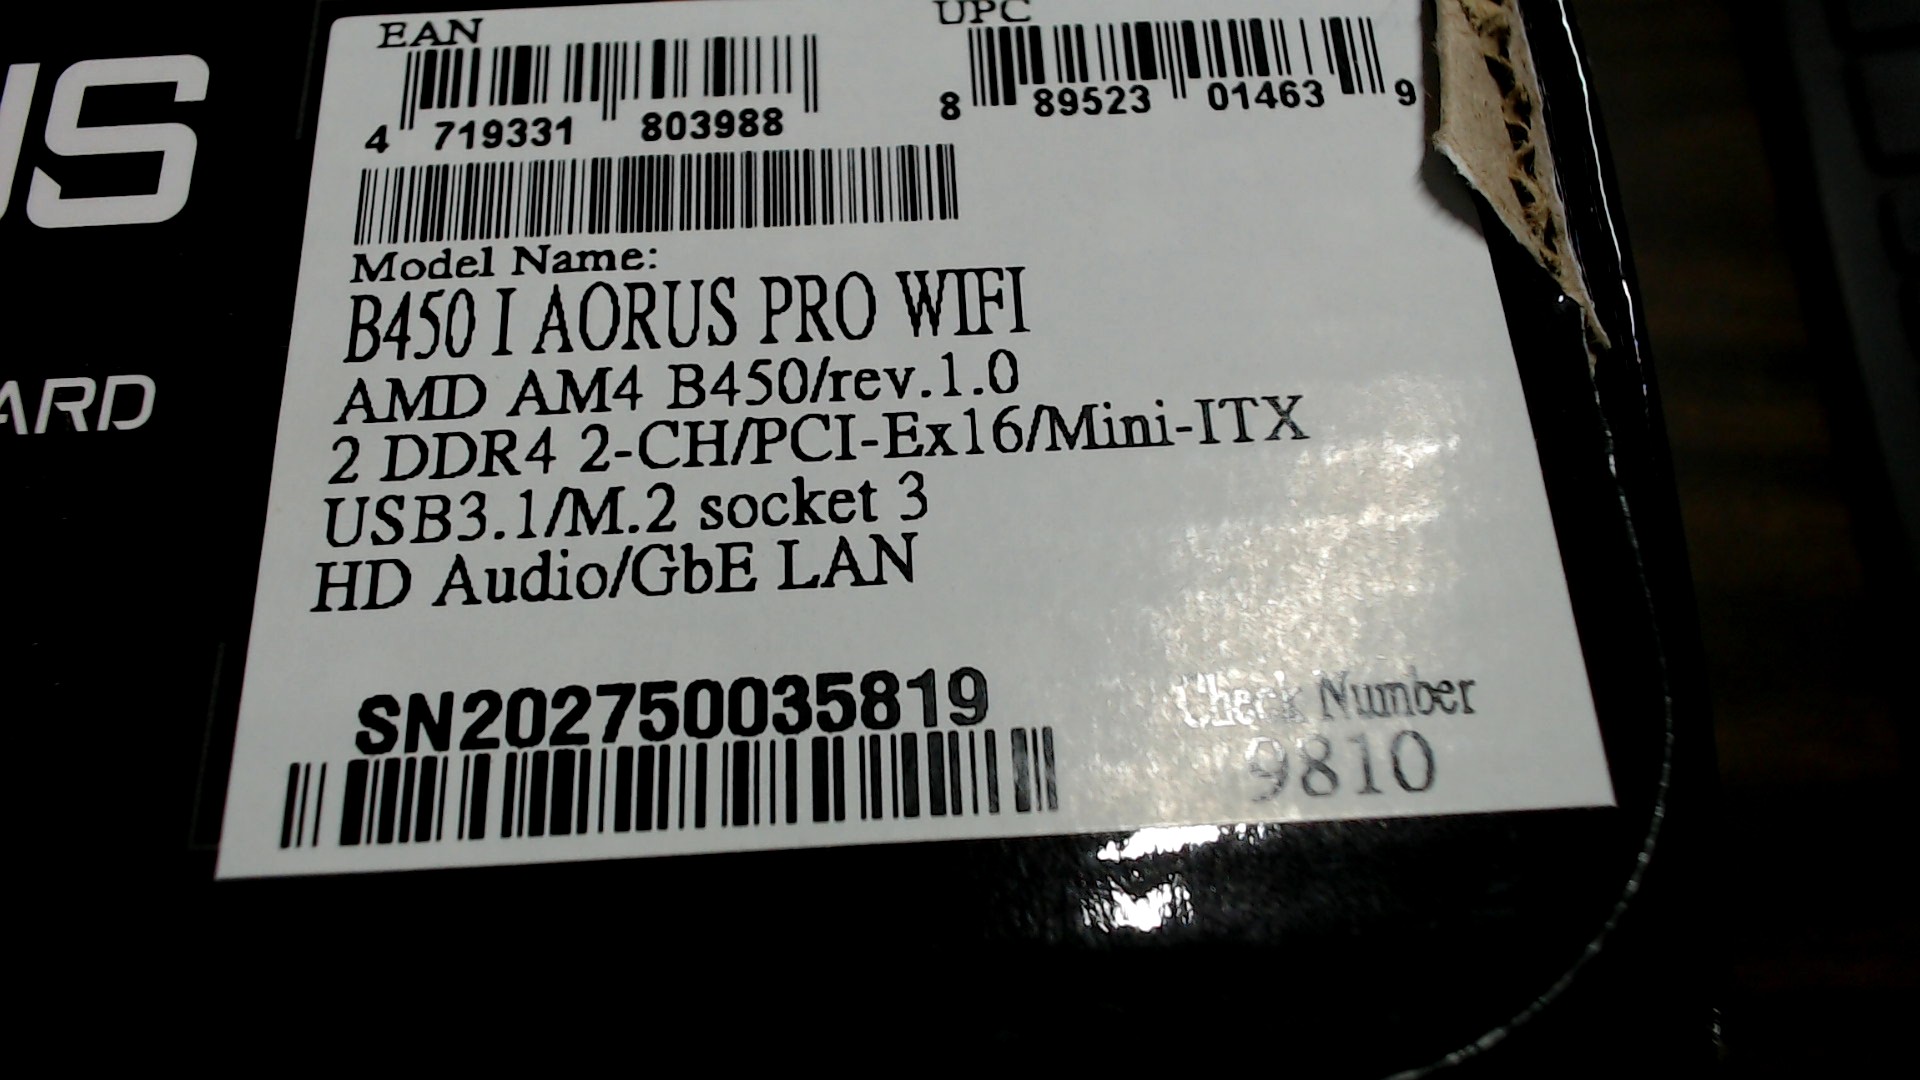 EAN
UPC
4 719331 803988
8 89523 01463 9
Model Name:
B450 I AORUS PRO WIFI
AMD AM4 B450/rev.1.0
2 DDR4 2-CH/PCI-Ex16/Mini-ITX
USB3.1/M.2 socket 3
HD Audio/GbE LAN
SN202750035819
Check Number
9810
US
ARD